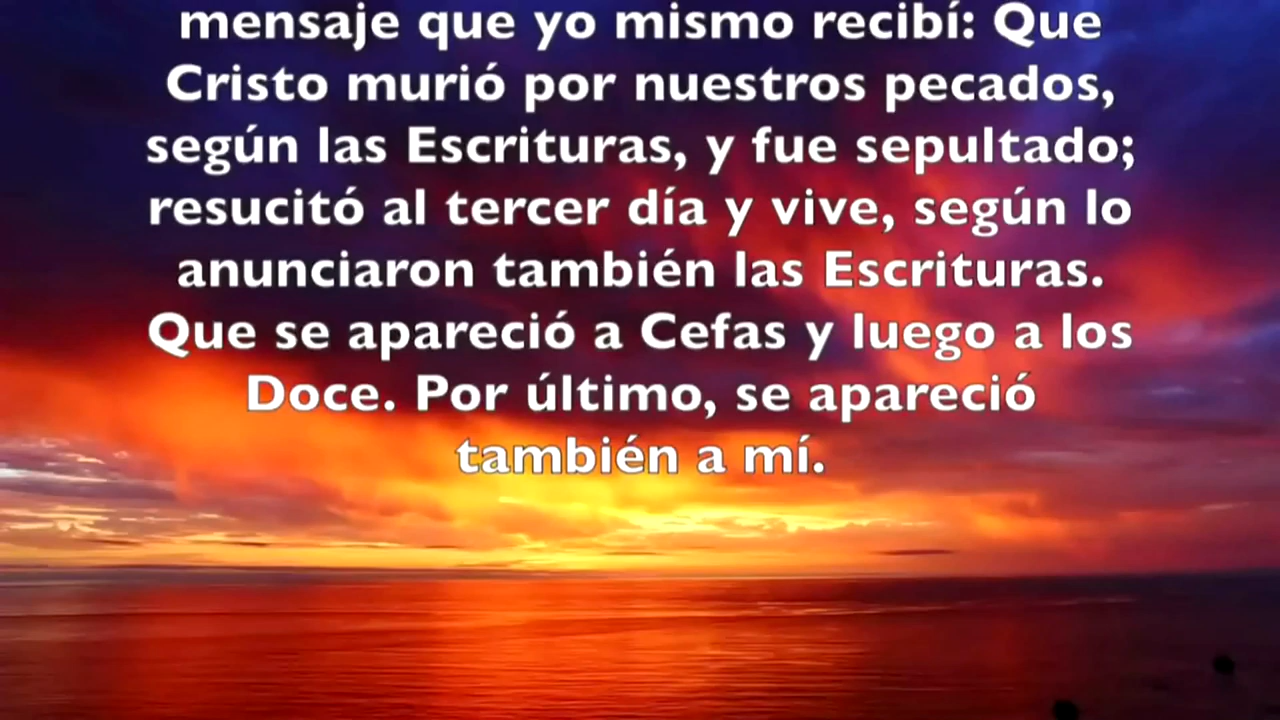 mensaje que yo mismo recibí: Que
Cristo murió por nuestros pecados,
según las Escrituras, y fue sepultado;
resucitó al tercer día y vive, según lo
anunciaron también las Escrituras.
Que se apareció a Cefas y luego a los
Doce. Por último, se apareció
también a mí.